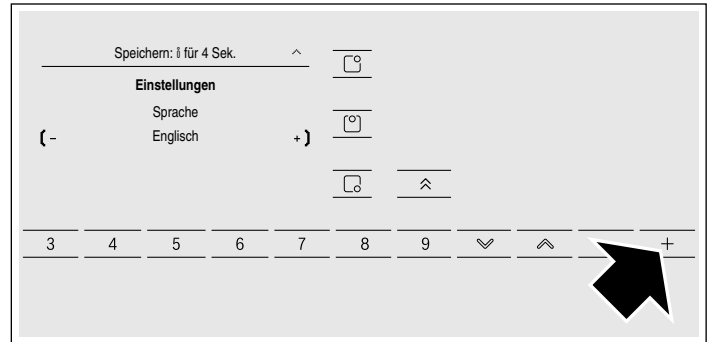 Speichern: i für 4 Sek.
Einstellungen
Sprache
- Englisch +
3 4 5 6 7 8 9 +